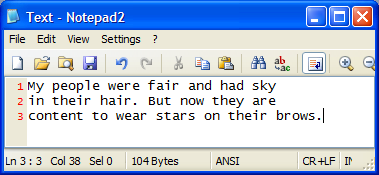 Text - Notepad2
File Edit View Settings ?
1 My people were fair and had sky
2 in their hair. But now they are
3 content to wear stars on their brows.
Ln 3 : 3 Col 38 Sel 0 104 Bytes ANSI CR+LF IN